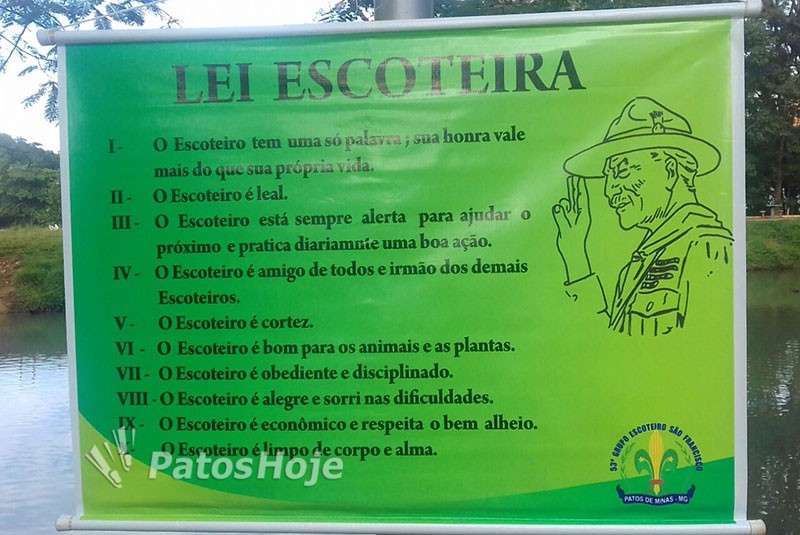 LEI ESCOTEIRA
I - O Escoteiro tem uma só palavra ; sua honra vale
mais do que sua própria vida.
II - O Escoteiro é leal.
III - O Escoteiro está sempre alerta para ajudar o
próximo e pratica diariamnte uma boa ação.
IV - O Escoteiro é amigo de todos e irmão dos demais
Escoteiros.
V - O Escoteiro é cortez.
VI - O Escoteiro é bom para os animais e as plantas.
VII - O Escoteiro é obediente e disciplinado.
VIII - O Escoteiro é alegre e sorri nas dificuldades.
IX - O Escoteiro é econômico e respeita o bem alheio.
O Escoteiro é limpo de corpo e alma.
PatosHoje
53º GRUPO ESCOTEIRO SÃO FRANCISCO
PATOS DE MINAS - MG